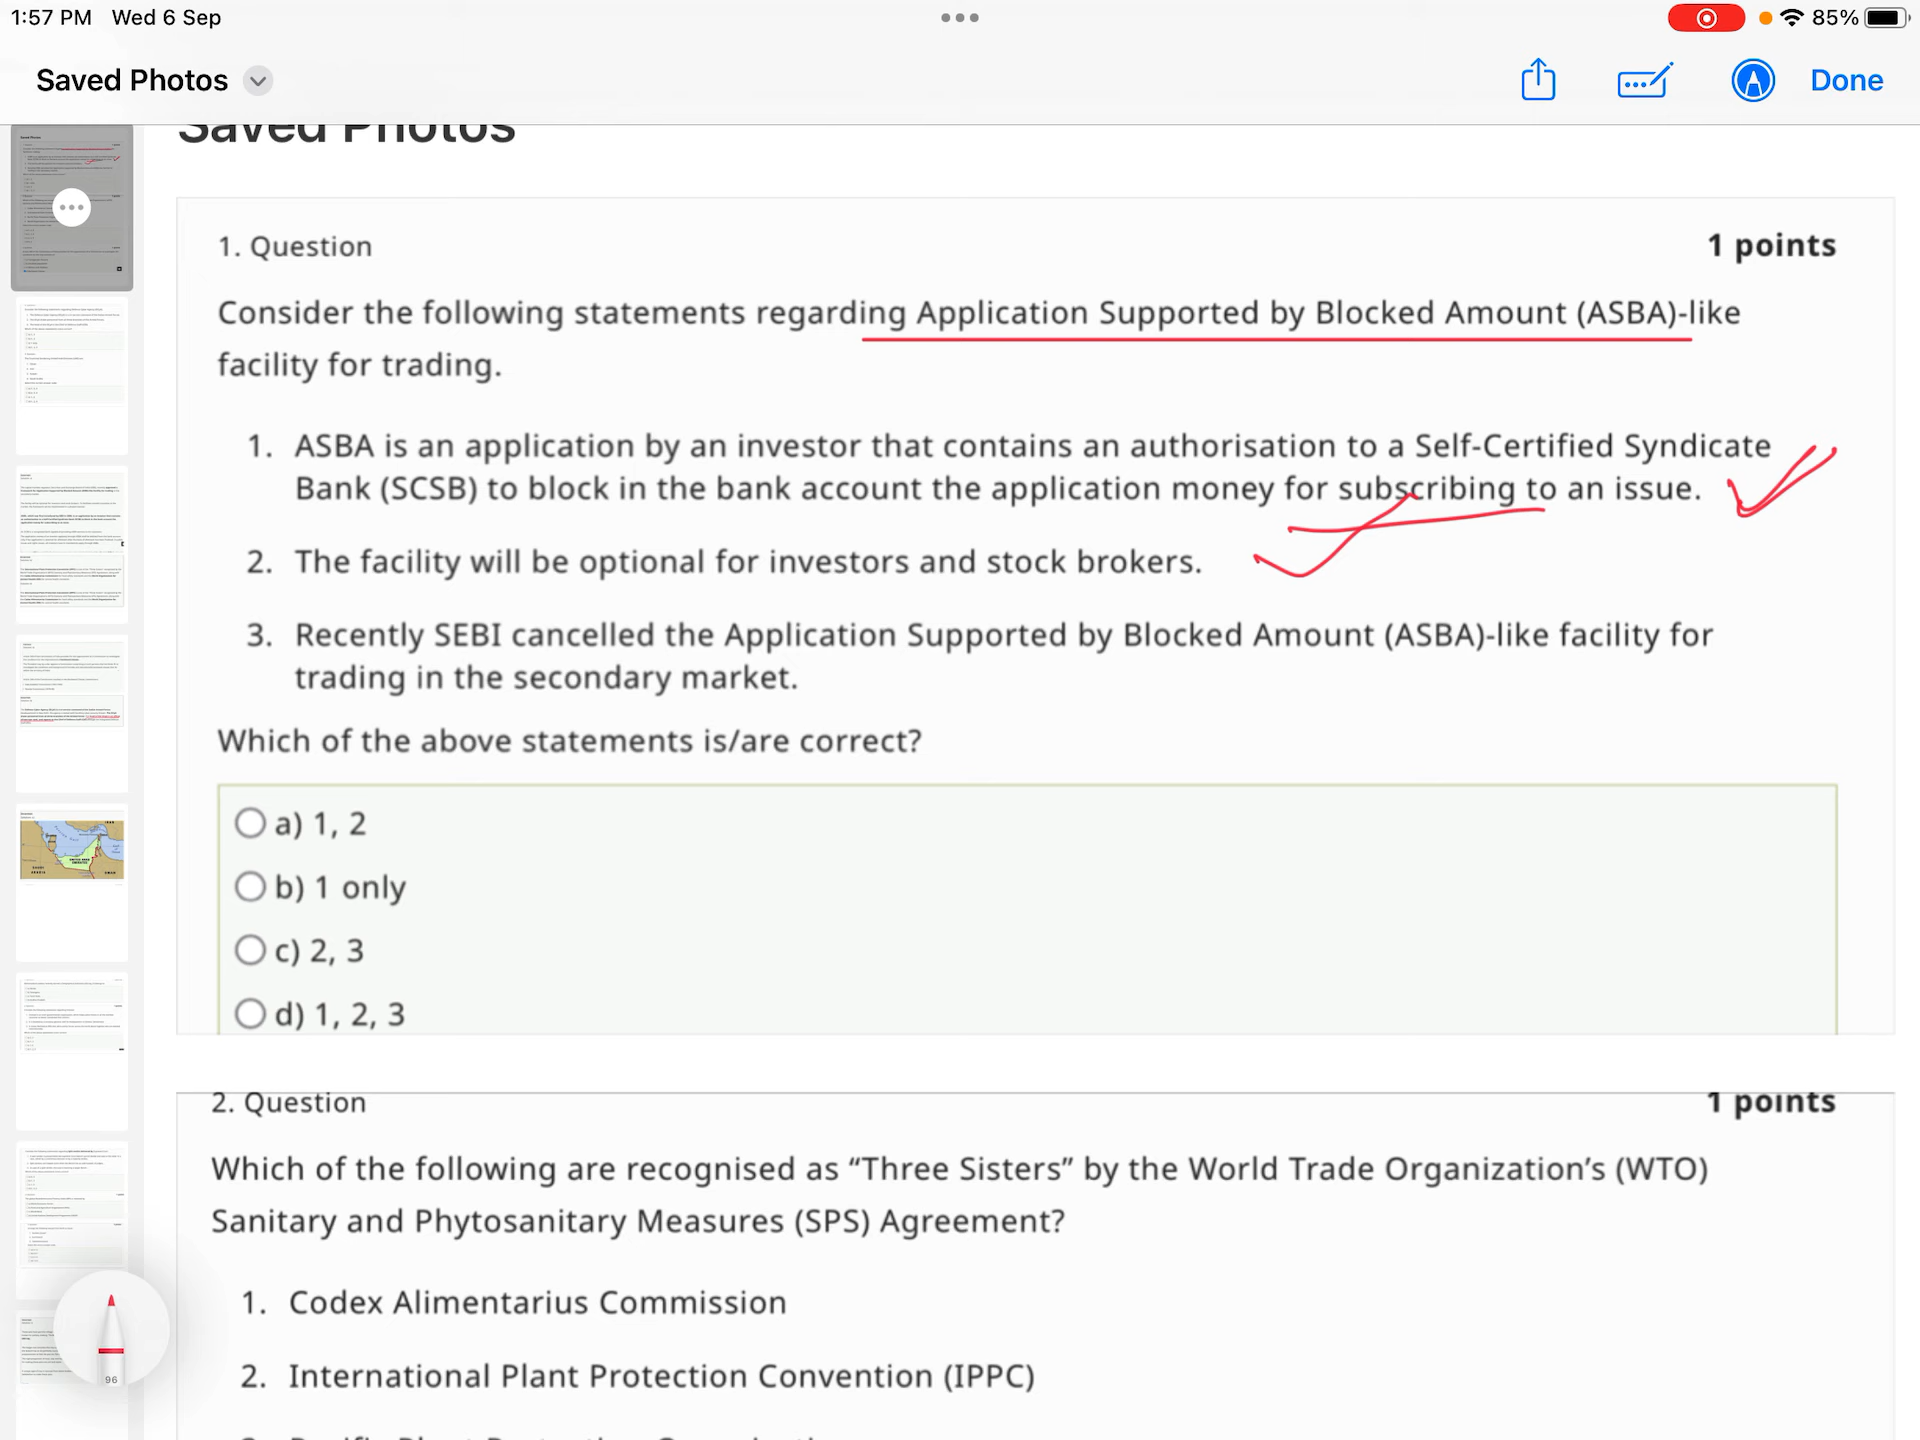 1:57 PM Wed 6 Sep
85%
Saved Photos
Done
Saved Photos
1. Question
1 points
Consider the following statements regarding Application Supported by Blocked Amount (ASBA)-like
facility for trading.
1. ASBA is an application by an investor that contains an authorisation to a Self-Certified Syndicate
Bank (SCSB) to block in the bank account the application money for subscribing to an issue.
2. The facility will be optional for investors and stock brokers.
3. Recently SEBI cancelled the Application Supported by Blocked Amount (ASBA)-like facility for
trading in the secondary market.
Which of the above statements is/are correct?
a) 1, 2
b) 1 only
c) 2, 3
d) 1, 2, 3
2. Question
1 points
Which of the following are recognised as “Three Sisters” by the World Trade Organization’s (WTO)
Sanitary and Phytosanitary Measures (SPS) Agreement?
1. Codex Alimentarius Commission
2. International Plant Protection Convention (IPPC)
96